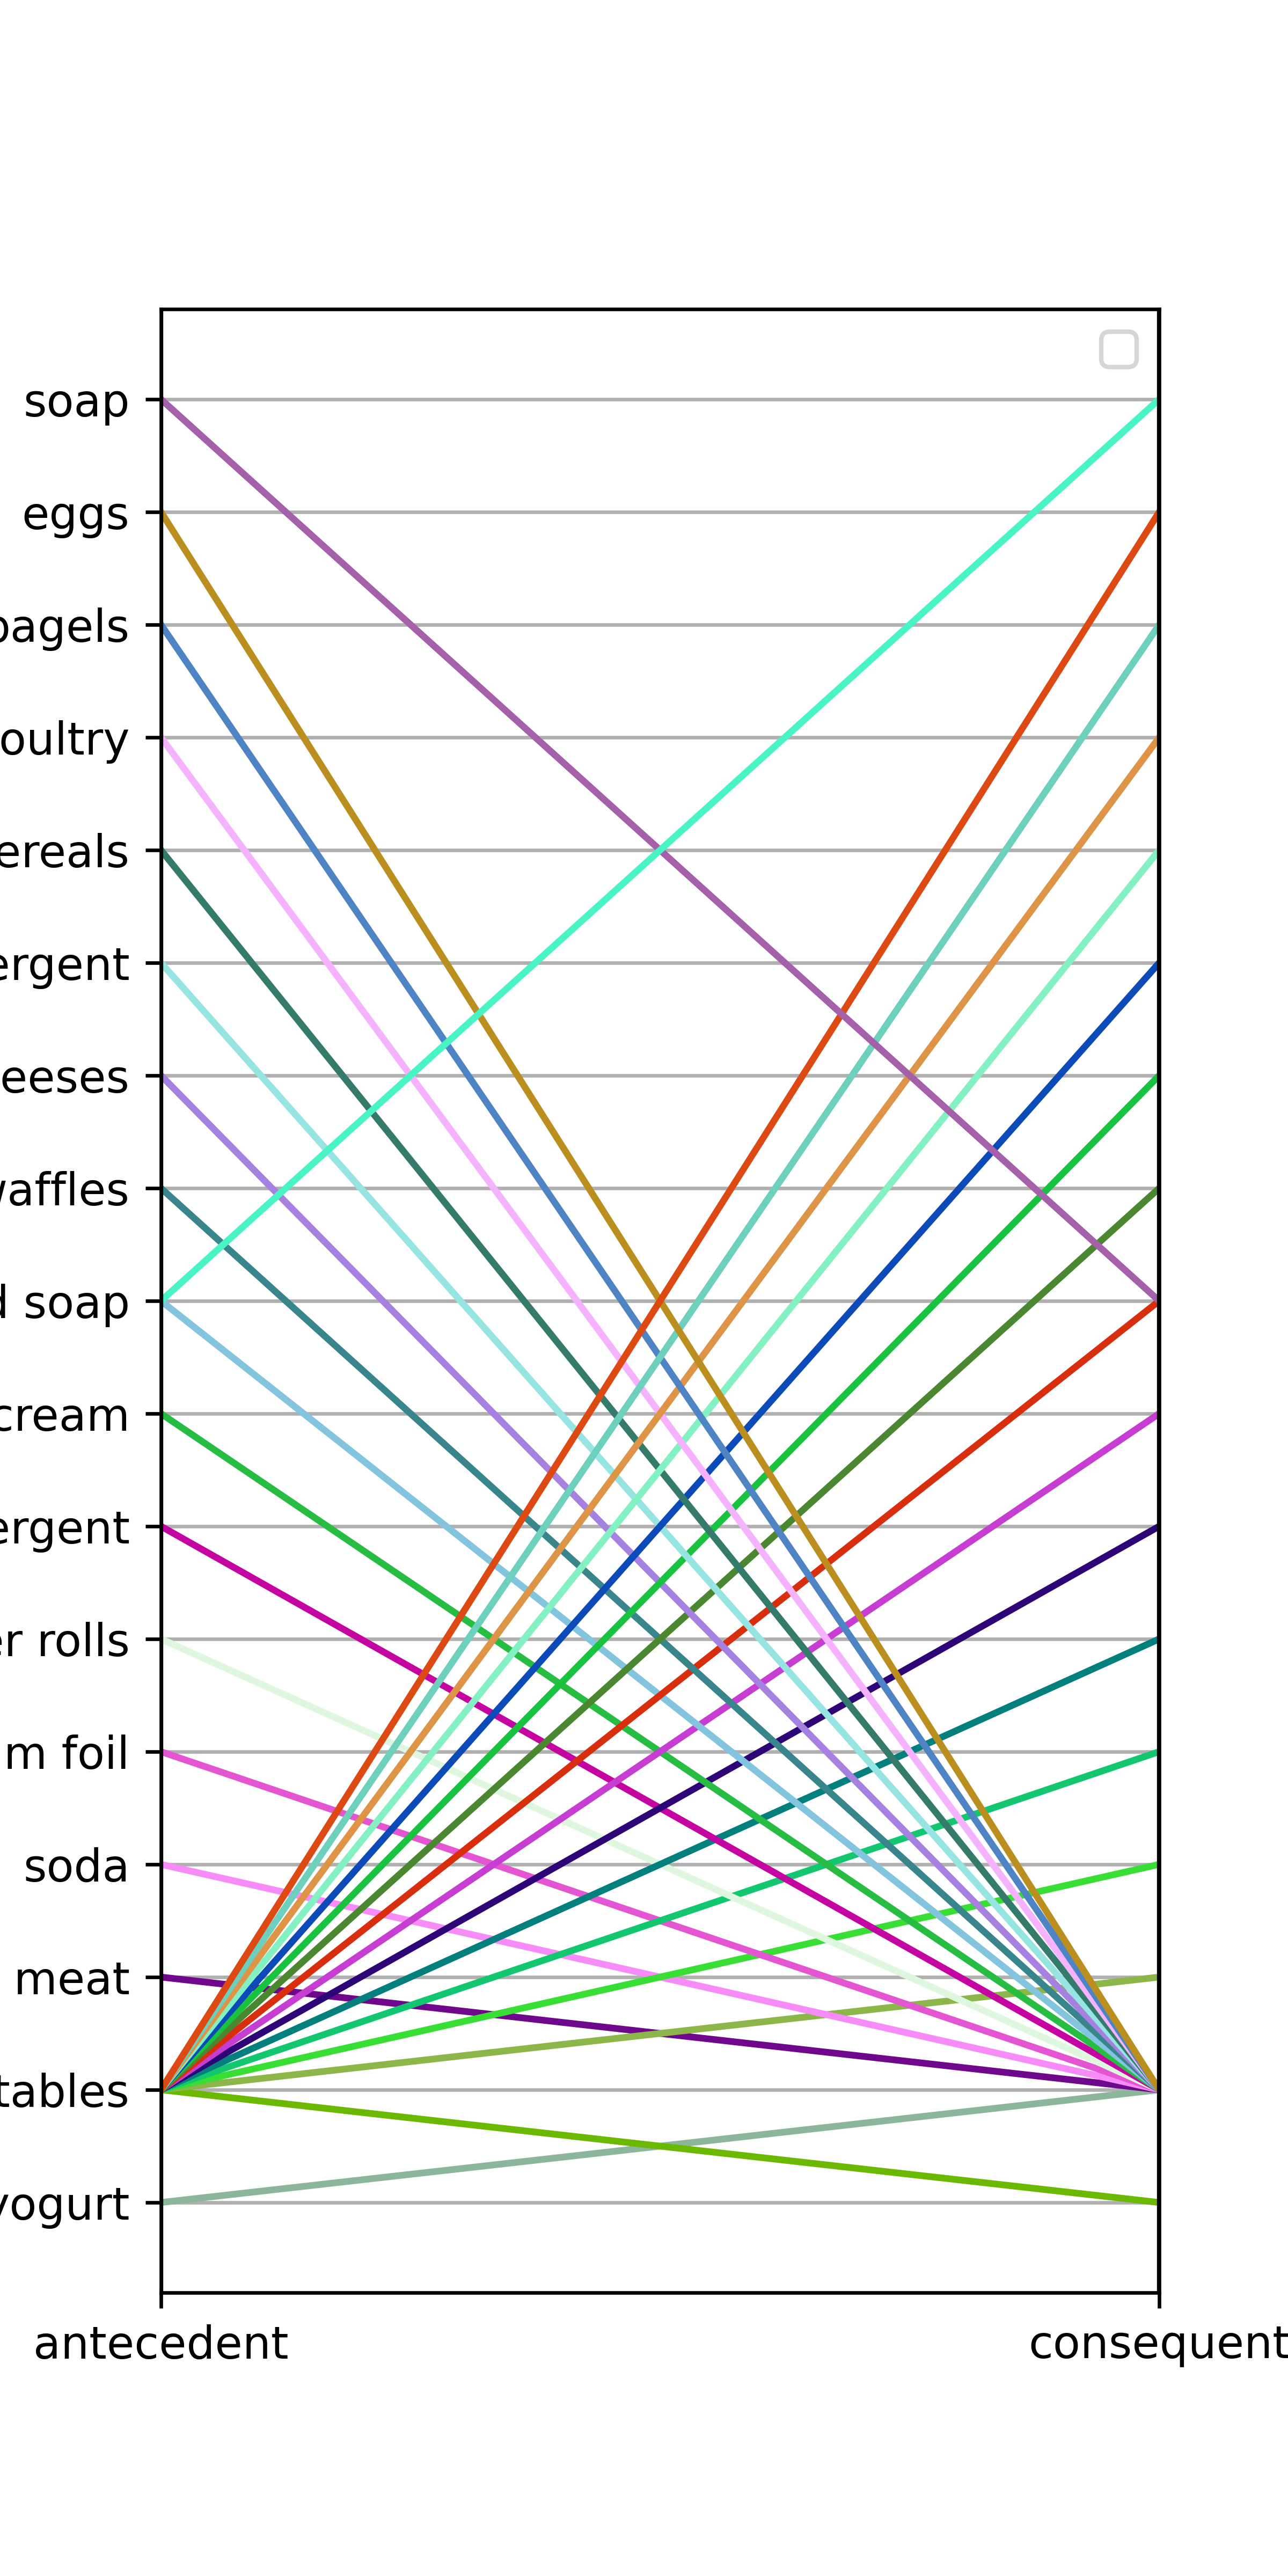 soap
eggs
bagels
oultry
ereals
ergent
eeses
waffles
soap
cream
ergent
er rolls
m foil
soda
meat
tables
yogurt
antecedent
consequent